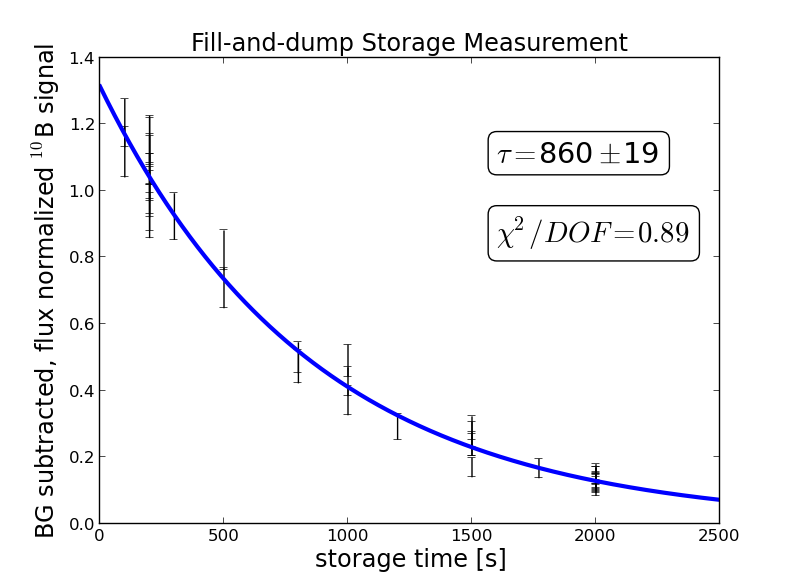 Fill-and-dump Storage Measurement
BG subtracted, flux normalized ¹⁰B signal
1.4
1.2
1.0
0.8
0.6
0.4
0.2
0.0
τ=860 ±19
χ²/DOF=0.89
0 500 1000 1500 2000 2500
storage time [s]